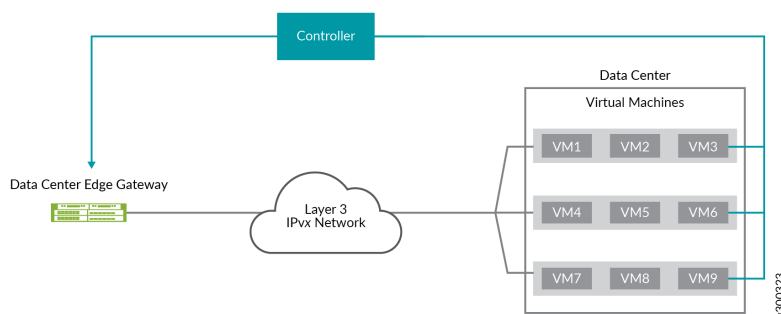 Controller
Data Center
Virtual Machines
VM1 VM2 VM3
Data Center Edge Gateway
Layer 3
IPvx Network
VM4 VM5 VM6
VM7 VM8 VM9